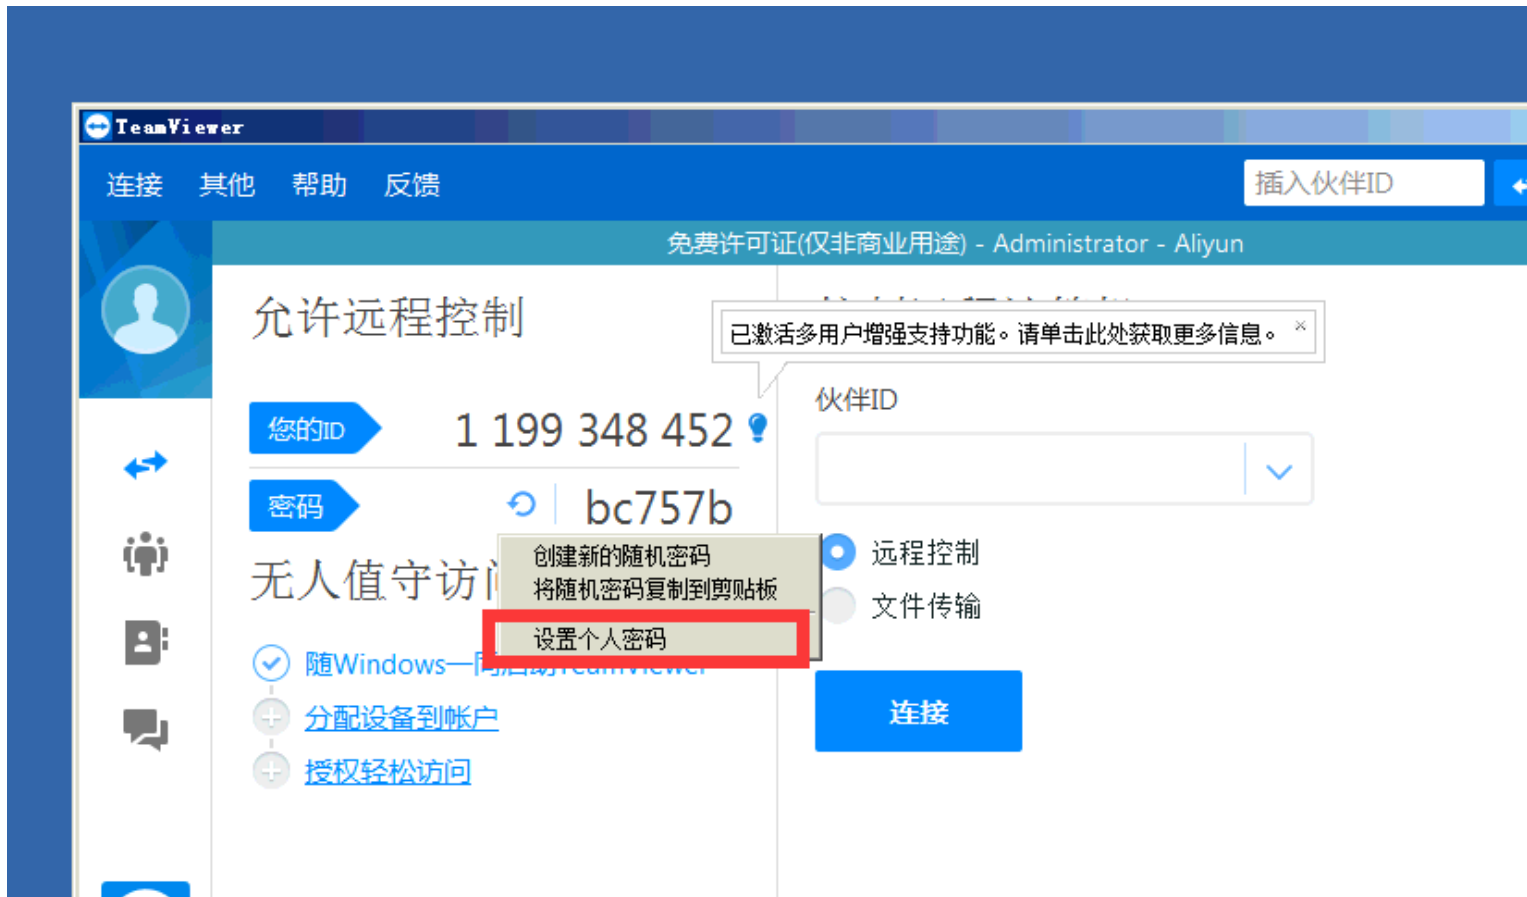 TeamViewer
连接 其他 帮助 反馈
插入伙伴ID
免费许可证(仅非商业用途) - Administrator - Aliyun
允许远程控制
已激活多用户增强支持功能。请单击此处获取更多信息。
您的ID 1 199 348 452
密码 bc757b
创建新的随机密码
将随机密码复制到剪贴板
设置个人密码
无人值守访
随Windows一
分配设备到帐户
授权轻松访问
伙伴ID
远程控制
文件传输
连接